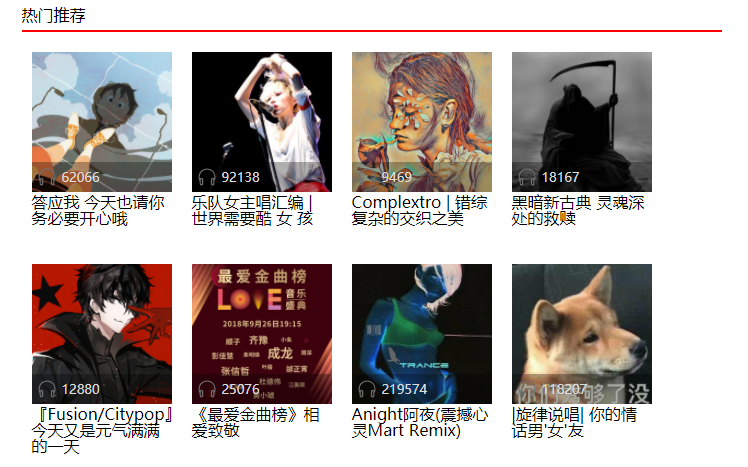 热门推荐
62066
92138
9469
18167
答应我 今天也请你
务必要开心哦
乐队女主唱汇编 |
世界需要酷 女 孩
Complextro | 错综
复杂的交织之美
黑暗新古典 灵魂深
处的救赎
最爱金曲榜
LOVE
音乐
盛典
2018年9月26日19:15
顺子
齐豫
彭佳慧
成龙
张信哲
邰正宵
杜德伟
江美琪
TRANCE
你们爱够了没
12880
25076
219574
118207
『Fusion/Citypop』
今天又是元气满满
的一天
《最爱金曲榜》相
爱致敬
Anight阿夜(震撼心
灵Mart Remix)
|旋律说唱| 你的情
话男'女'友